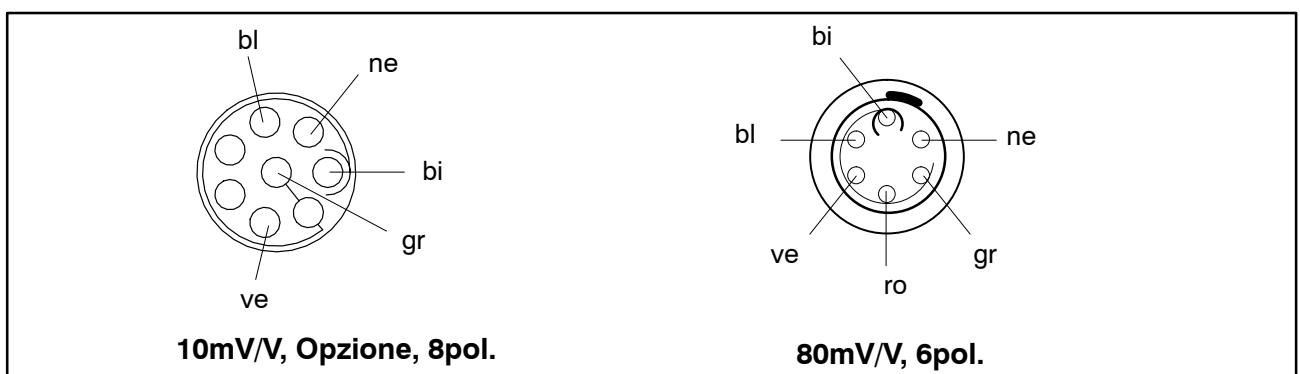 bl
ne
bi
gr
ve
10mV/V, Opzione, 8pol.
bi
bl
ne
ve
gr
ro
80mV/V, 6pol.